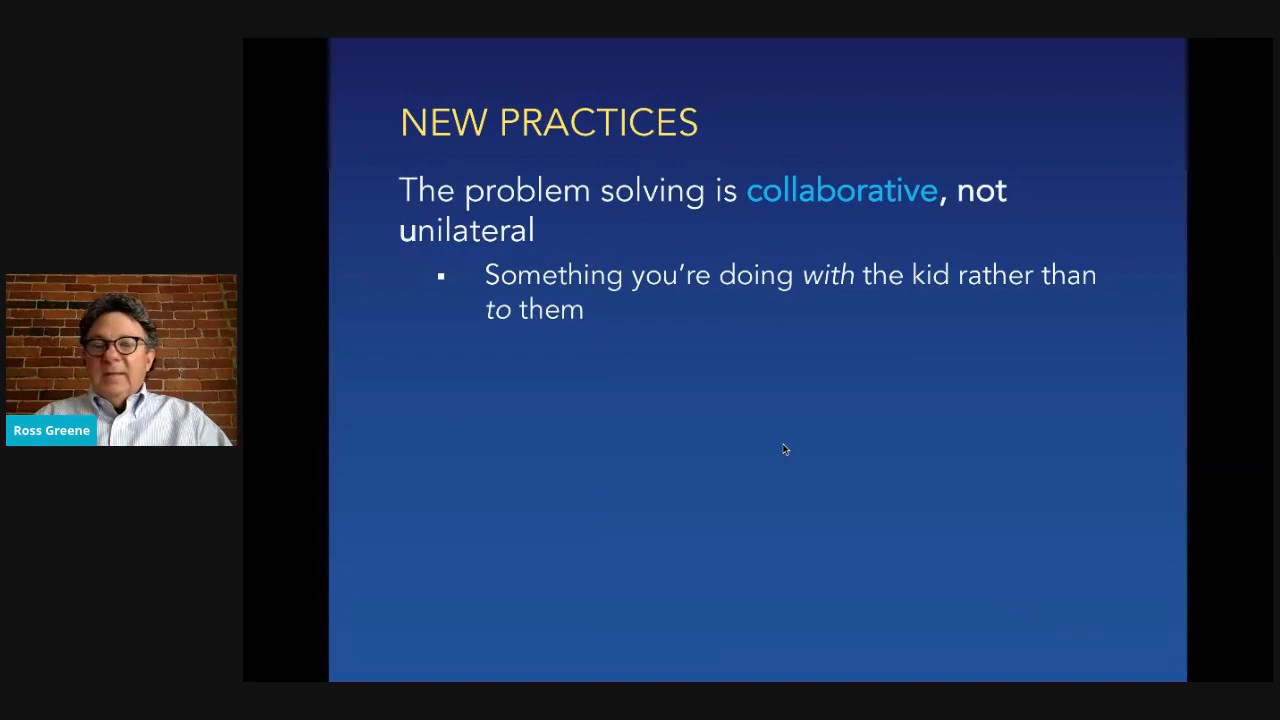 NEW PRACTICES
The problem solving is collaborative, not
unilateral
▪ Something you’re doing with the kid rather than
to them
Ross Greene